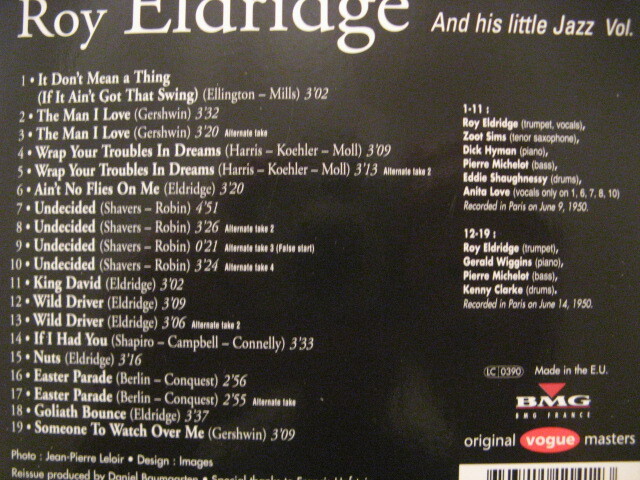 Roy Eldridge And his little Jazz Vol.
1 • It Don't Mean a Thing
(If It Ain't Got That Swing) (Ellington – Mills) 3'02
2 • The Man I Love (Gershwin) 3'32
3 • The Man I Love (Gershwin) 3'20 Alternate take
4 • Wrap Your Troubles In Dreams (Harris – Koehler – Moll) 3'09
5 • Wrap Your Troubles In Dreams (Harris – Koehler – Moll) 3'13 Alternate take 2
6 • Ain't No Flies On Me (Eldridge) 3'20
7 • Undecided (Shavers – Robin) 4'51
8 • Undecided (Shavers – Robin) 3'26 Alternate take 2
9 • Undecided (Shavers – Robin) 0'21 Alternate take 3 (False start)
10 • Undecided (Shavers – Robin) 3'24 Alternate take 4
11 • King David (Eldridge) 3'02
12 • Wild Driver (Eldridge) 3'09
13 • Wild Driver (Eldridge) 3'06 Alternate take 2
14 • If I Had You (Shapiro – Campbell – Connelly) 3'33
15 • Nuts (Eldridge) 3'16
16 • Easter Parade (Berlin – Conquest) 2'56
17 • Easter Parade (Berlin – Conquest) 2'55 Alternate take
18 • Goliath Bounce (Eldridge) 3'37
19 • Someone To Watch Over Me (Gershwin) 3'09
1-11 :
Roy Eldridge (trumpet, vocals),
Zoot Sims (tenor saxophone),
Dick Hyman (piano),
Pierre Michelot (bass),
Eddie Shaughnessy (drums),
Anita Love (vocals only on 1, 6, 7, 8, 10)
Recorded in Paris on June 9, 1950.
12-19 :
Roy Eldridge (trumpet),
Gerald Wiggins (piano),
Pierre Michelot (bass),
Kenny Clarke (drums).
Recorded in Paris on June 14, 1950.
LC 0390 Made in the E.U.
BMG
BMG FRANCE
original vogue masters
Photo : Jean-Pierre Leloir • Design : Images
Reissue produced by Daniel Baumgarten • Special thanks to